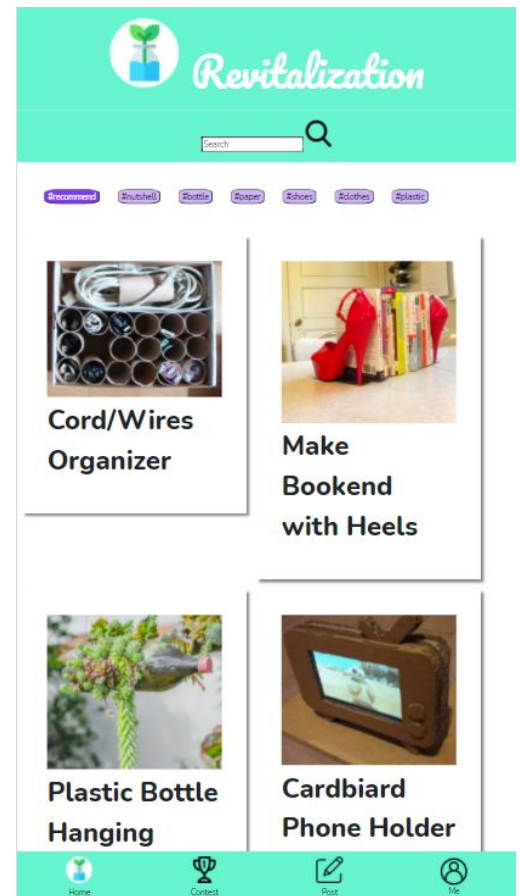 Revitalization
Search
#recommend #nutshell #bottle #paper #shoes #clothes #plastic
Cord/Wires
Organizer
Make
Bookend
with Heels
Plastic Bottle
Hanging
Cardbiard
Phone Holder
Home Contest Post Me